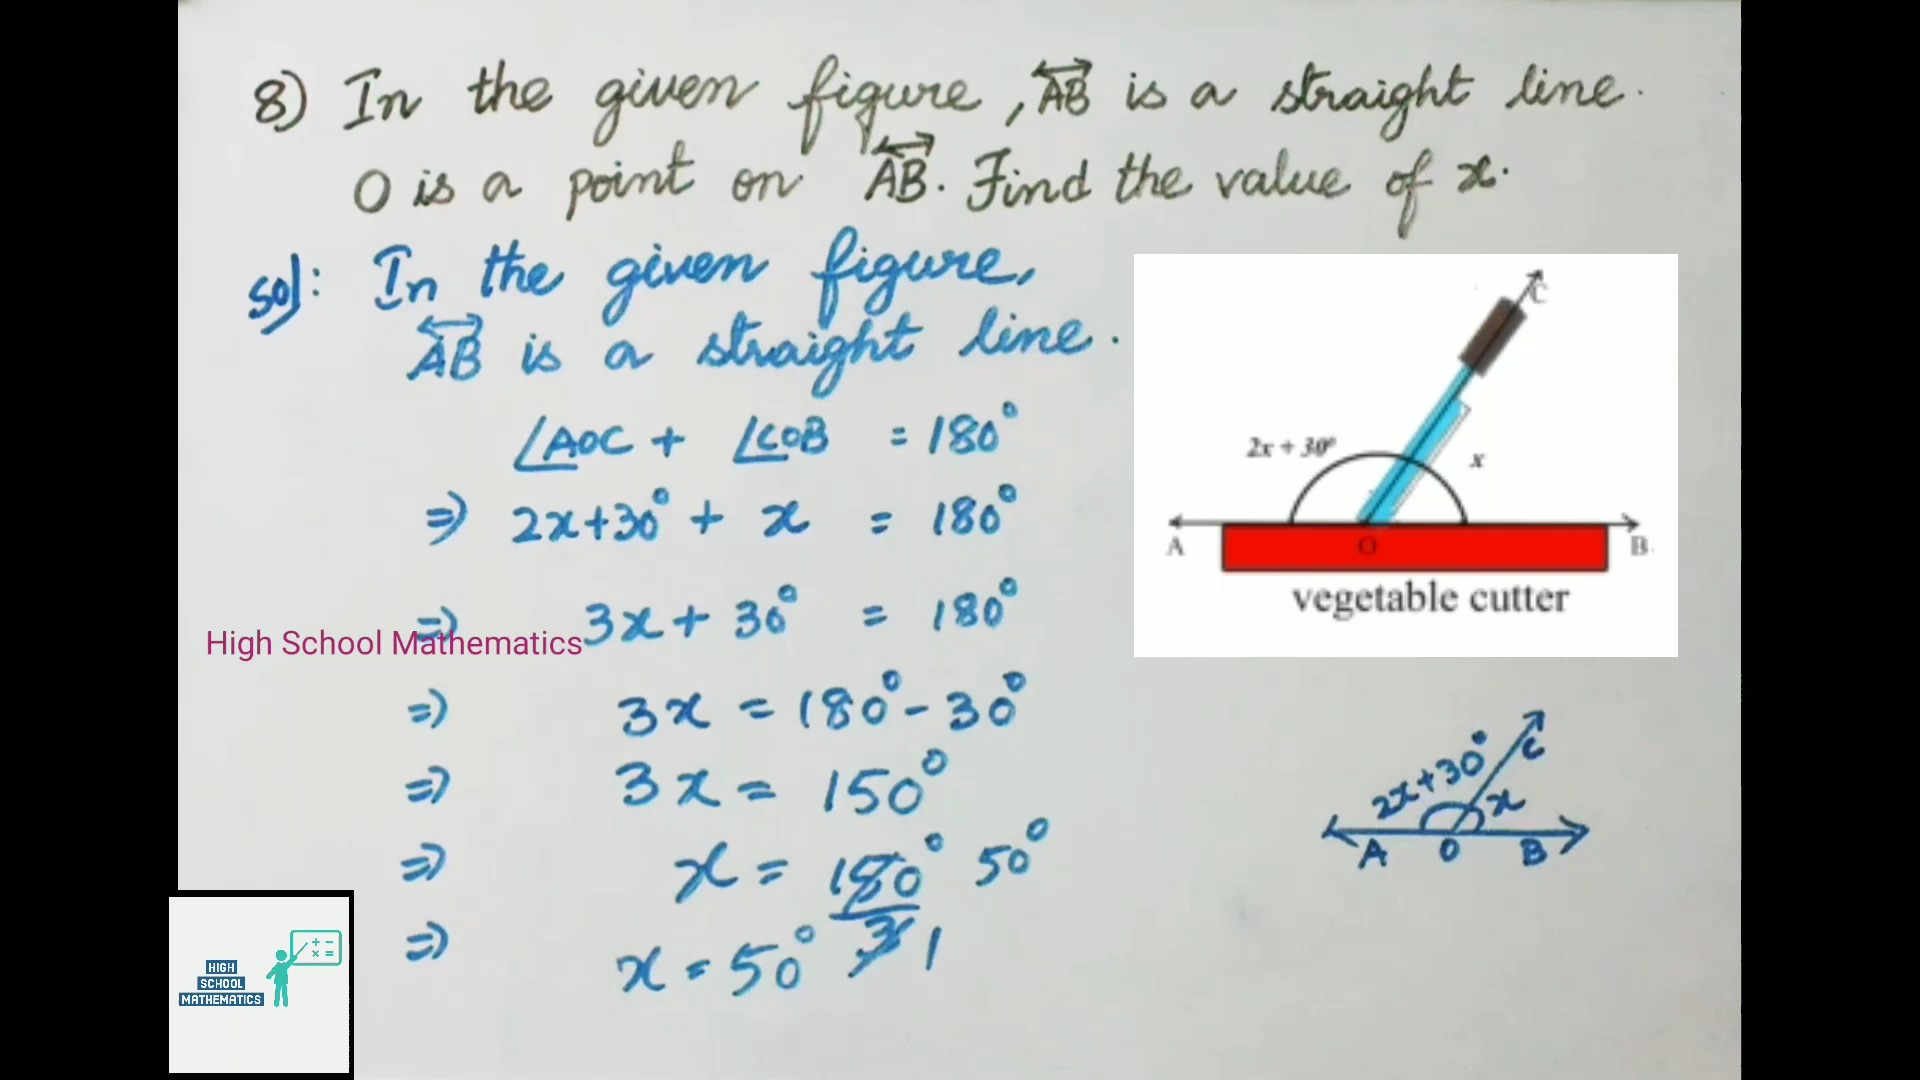 8) In the given figure, AB is a straight line.
O is a point on AB. Find the value of x.
Sol: In the given figure,
AB is a straight line.
∠AOC + ∠COB = 180°
⇒ 2x+30° + x = 180°
⇒ 3x + 30° = 180°
High School Mathematics
⇒ 3x = 180° - 30°
⇒ 3x = 150°
⇒ x = 150° 50°
3 1
⇒ x = 50°
C
2x + 30°
x
A
O
B
vegetable cutter
2x+30°
C
x
A O B
HIGH
SCHOOL
MATHEMATICS
+ -
× =